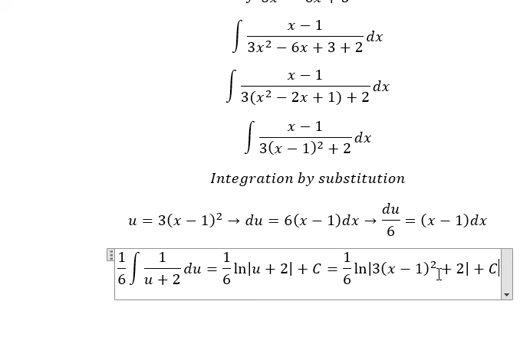 ∫ (x − 1)/(3x² − 6x + 3 + 2) dx
∫ (x − 1)/(3(x² − 2x + 1) + 2) dx
∫ (x − 1)/(3(x − 1)² + 2) dx
Integration by substitution
u = 3(x − 1)² → du = 6(x − 1)dx → du/6 = (x − 1)dx
1/6 ∫ 1/(u + 2) du = 1/6 ln|u + 2| + C = 1/6 ln|3(x − 1)² + 2| + C